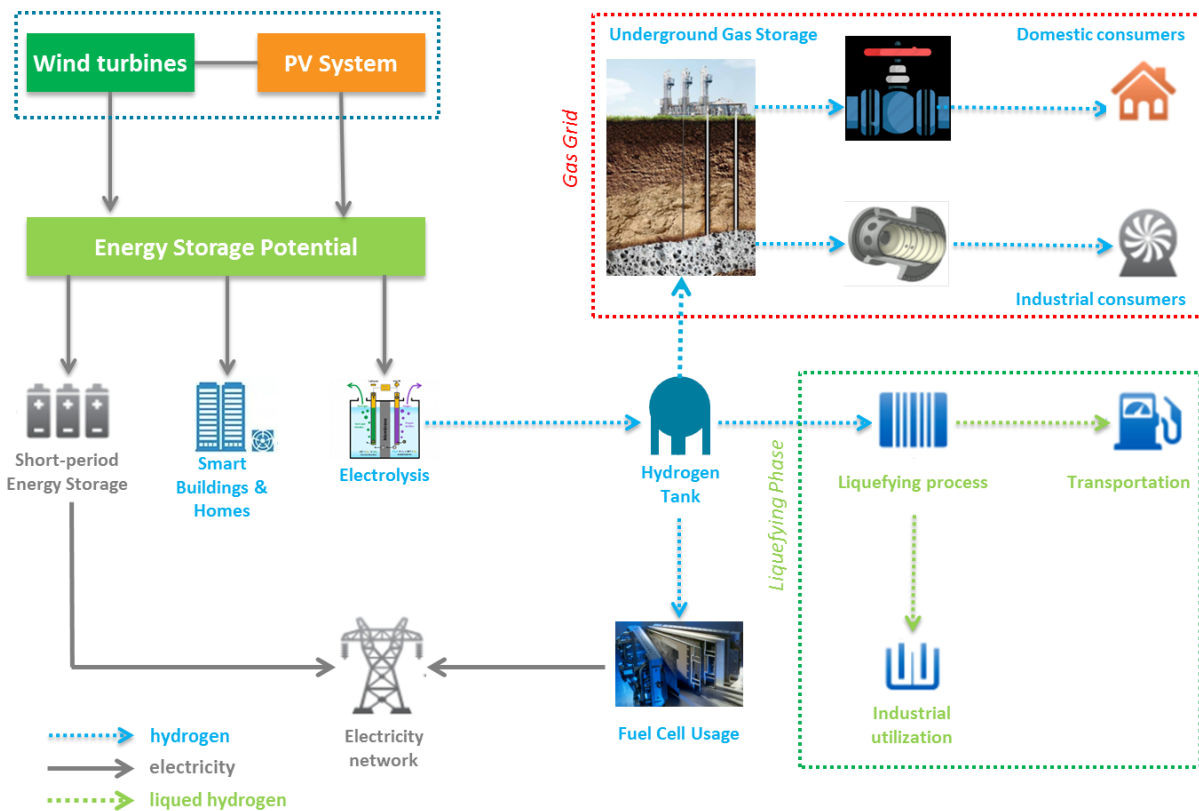 Wind turbines
PV System
Energy Storage Potential
Short-period
Energy Storage
Smart
Buildings &
Homes
Electrolysis
Hydrogen
Tank
Gas Grid
Underground Gas Storage
Domestic consumers
Industrial consumers
Liquefying Phase
Liquefying process
Transportation
Industrial
utilization
Fuel Cell Usage
Electricity
network
hydrogen
electricity
liqued hydrogen